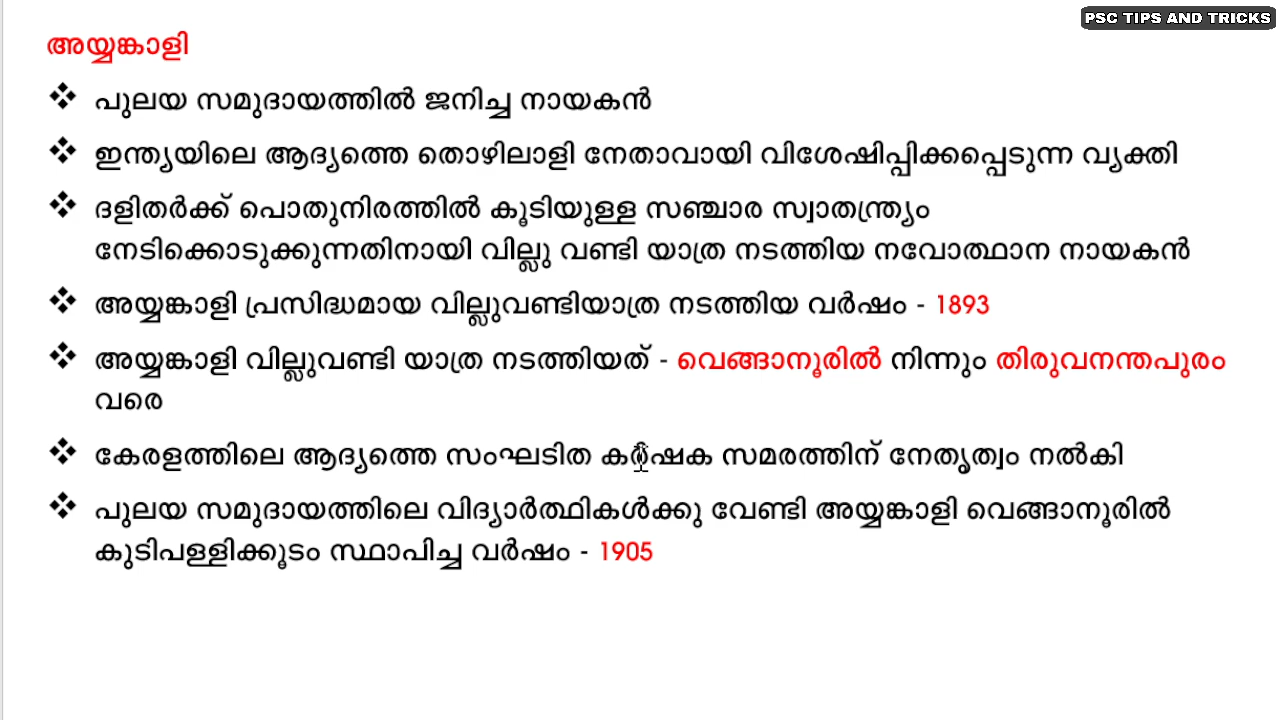 PSC TIPS AND TRICKS
അയ്യങ്കാളി
❖ പുലയ സമുദായത്തിൽ ജനിച്ച നായകൻ
❖ ഇന്ത്യയിലെ ആദ്യത്തെ തൊഴിലാളി നേതാവായി വിശേഷിപ്പിക്കപ്പെടുന്ന വ്യക്തി
❖ ദളിതർക്ക് പൊതുനിരത്തിൽ കൂടിയുള്ള സഞ്ചാര സ്വാതന്ത്ര്യം
നേടിക്കൊടുക്കുന്നതിനായി വില്ലു വണ്ടി യാത്ര നടത്തിയ നവോത്ഥാന നായകൻ
❖ അയ്യങ്കാളി പ്രസിദ്ധമായ വില്ലുവണ്ടിയാത്ര നടത്തിയ വർഷം - 1893
❖ അയ്യങ്കാളി വില്ലുവണ്ടി യാത്ര നടത്തിയത് - വെങ്ങാനൂരിൽ നിന്നും തിരുവനന്തപുരം
വരെ
❖ കേരളത്തിലെ ആദ്യത്തെ സംഘടിത കർഷക സമരത്തിന് നേതൃത്വം നൽകി
❖ പുലയ സമുദായത്തിലെ വിദ്യാർത്ഥികൾക്കു വേണ്ടി അയ്യങ്കാളി വെങ്ങാനൂരിൽ
കുടിപള്ളിക്കൂടം സ്ഥാപിച്ച വർഷം - 1905